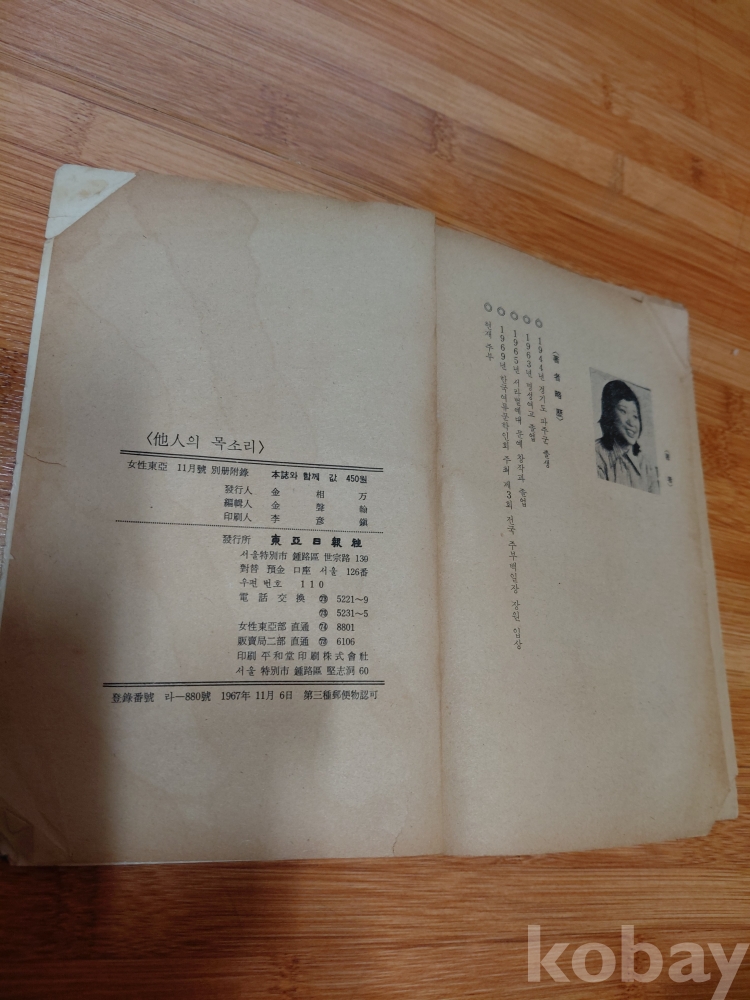 〈他人의 목소리〉
女性東亞 11月號 別册附錄 本誌와 함께 값 450원
發行人 金相万
編輯人 金聲翰
印刷人 李彦鎭
發行所 東亞日報社
서울特別市 鍾路區 世宗路 139
對替 預金 口座 서울 126番
우편 번호 110
電話交換 ㉓ 5221~9
㉓ 5231~5
女性東亞部 直通 ㉔ 8801
販賣局二部 直通 ㉓ 6106
印刷 平和堂印刷株式會社
서울 特別市 鍾路區 堅志洞 60
登錄番號 라—880號 1967年 11月 6日 第三種郵便物認可
〈著者略歷〉
◎ 1944년 경기도 파주군 출생
◎ 1963년 명성여고 졸업
◎ 1965년 서라벌예대 문예 창작과 졸업
◎ 1969년 한국여류문학인회 주최 제3회 전국 주부백일장 장원 입상
◎ 현재 주부
〈著者〉
kobay